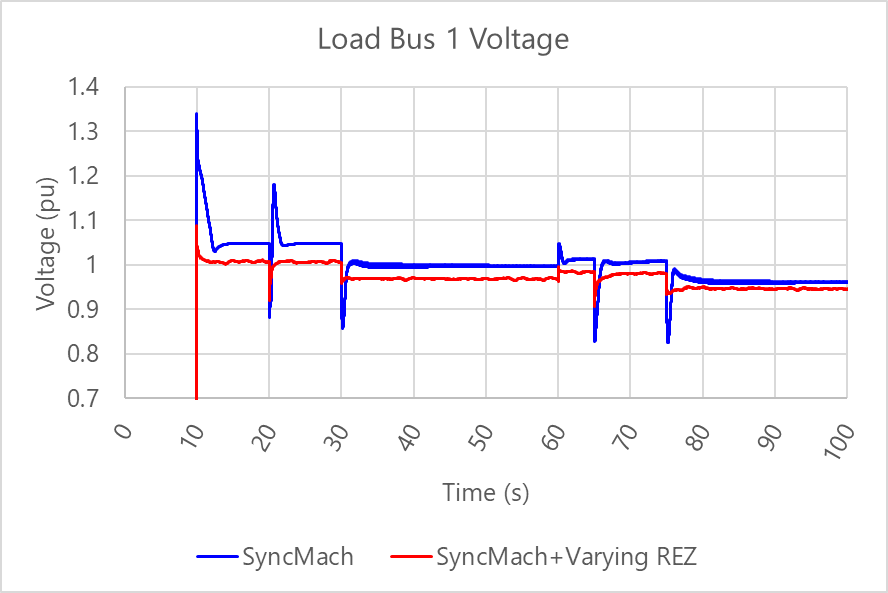 Load Bus 1 Voltage
1.4
1.3
1.2
1.1
1
0.9
0.8
0.7
Voltage (pu)
0 10 20 30 40 50 60 70 80 90 100
Time (s)
SyncMach SyncMach+Varying REZ